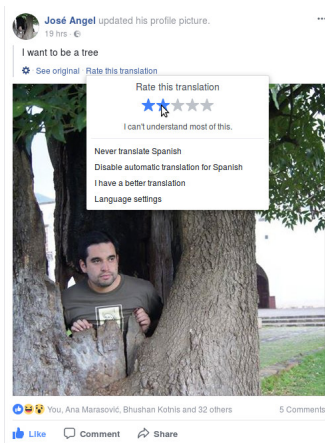 José Angel updated his profile picture.
19 hrs ·
I want to be a tree
See original · Rate this translation
Rate this translation
I can't understand most of this.
Never translate Spanish
Disable automatic translation for Spanish
I have a better translation
Language settings
You, Ana Marasović, Bhushan Kotnis and 32 others 5 Comments
Like Comment Share